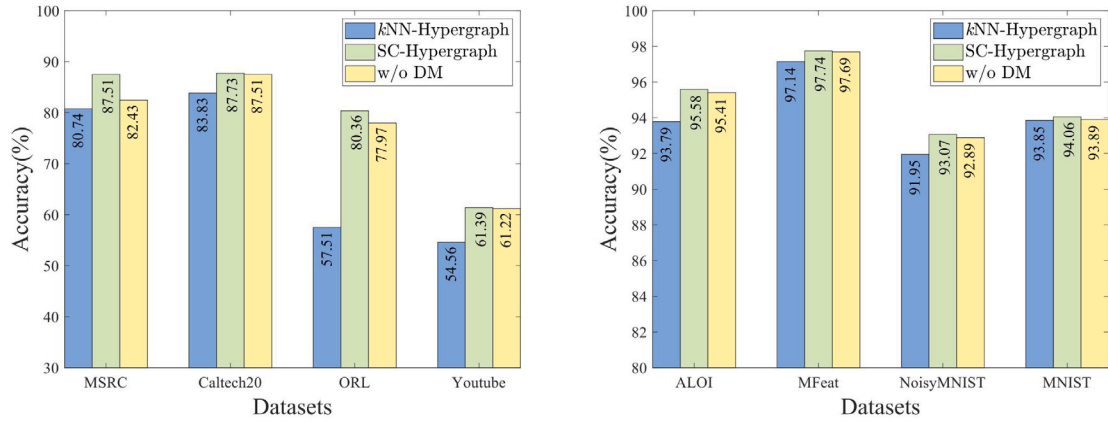 100
90
80
70
60
50
40
30
Accuracy(%)
kNN-Hypergraph
SC-Hypergraph
w/o DM
80.74
87.51
82.43
83.83
87.73
87.51
57.51
80.36
77.97
54.56
61.39
61.22
MSRC
Caltech20
ORL
Youtube
Datasets
100
98
96
94
92
90
88
86
84
82
80
Accuracy(%)
kNN-Hypergraph
SC-Hypergraph
w/o DM
93.79
95.58
95.41
97.14
97.74
97.69
91.95
93.07
92.89
93.85
94.06
93.89
ALOI
MFeat
NoisyMNIST
MNIST
Datasets